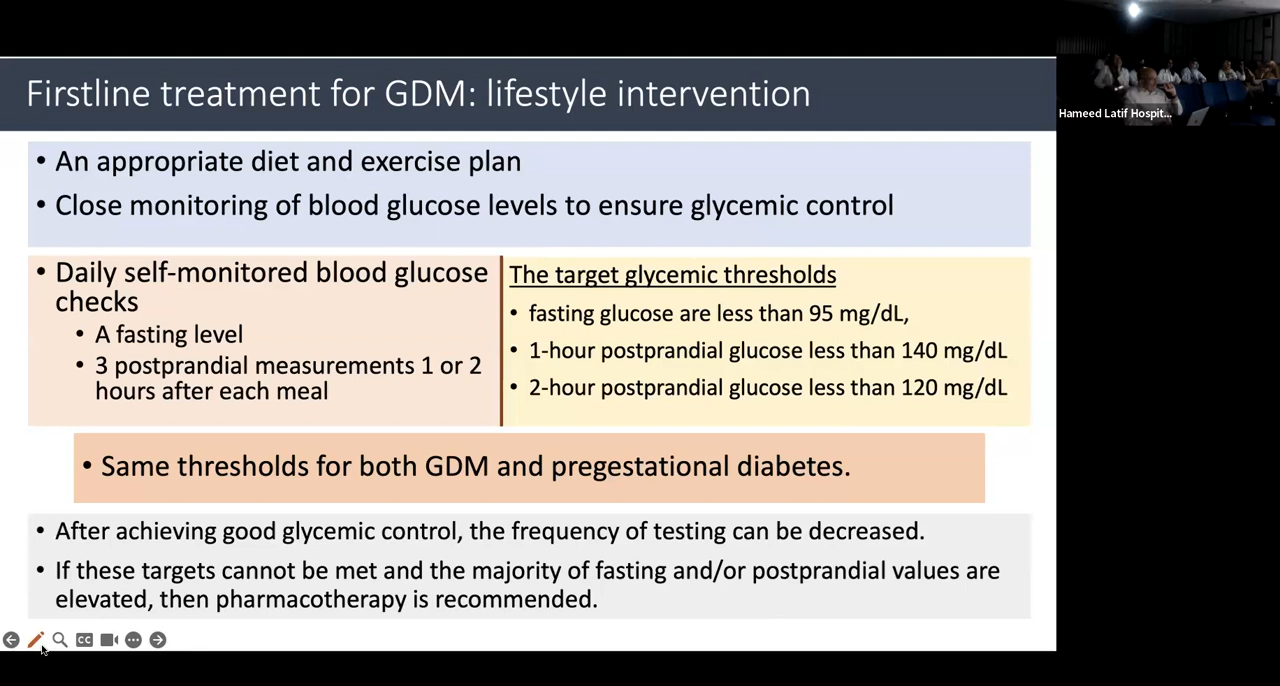 Firstline treatment for GDM: lifestyle intervention
Hameed Latif Hospit...
• An appropriate diet and exercise plan
• Close monitoring of blood glucose levels to ensure glycemic control
• Daily self-monitored blood glucose
checks
• A fasting level
• 3 postprandial measurements 1 or 2
hours after each meal
The target glycemic thresholds
• fasting glucose are less than 95 mg/dL,
• 1-hour postprandial glucose less than 140 mg/dL
• 2-hour postprandial glucose less than 120 mg/dL
• Same thresholds for both GDM and pregestational diabetes.
• After achieving good glycemic control, the frequency of testing can be decreased.
• If these targets cannot be met and the majority of fasting and/or postprandial values are
elevated, then pharmacotherapy is recommended.
CC